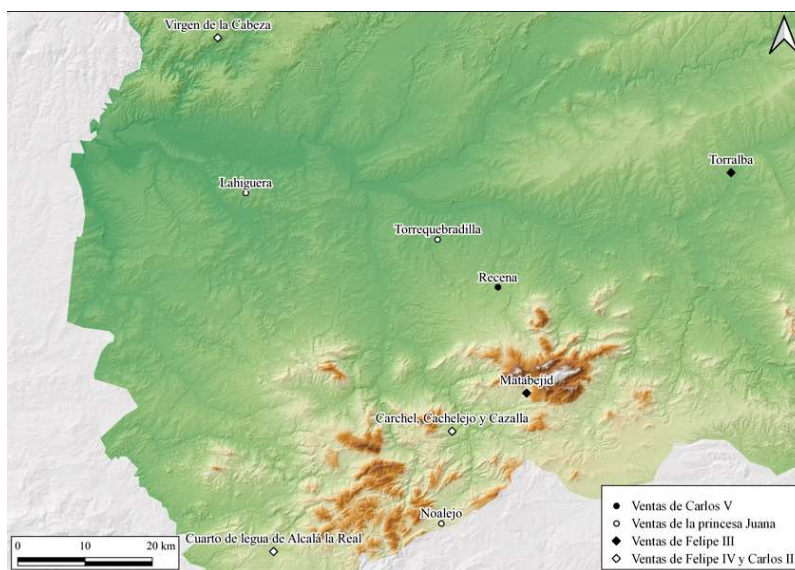 Virgen de la Cabeza
Torralba
Lahiguera
Torrequebradilla
Recena
Matabejid
Carchel, Cachelejo y Cazalla
Noalejo
Cuarto de legua de Alcalá la Real
0 10 20 km
Ventas de Carlos V
Ventas de la princesa Juana
Ventas de Felipe III
Ventas de Felipe IV y Carlos II